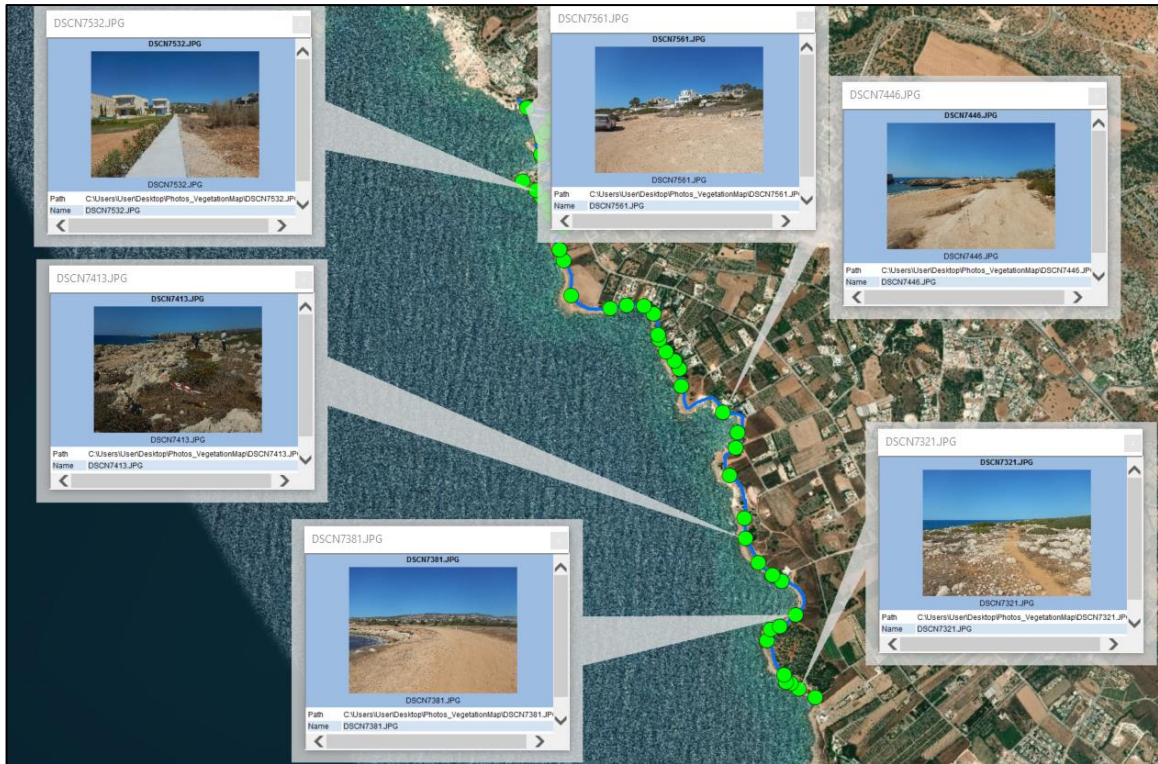 DSCN7532.JPG
DSCN7532.JPG
DSCN7532.JPG
Path C:\Users\User\Desktop\Photos_VegetationMap\DSCN7532.JP
Name DSCN7532.JPG
DSCN7561.JPG
DSCN7561.JPG
DSCN7561.JPG
Path C:\Users\User\Desktop\Photos_VegetationMap\DSCN7561.JP
Name DSCN7561.JPG
DSCN7446.JPG
DSCN7446.JPG
DSCN7446.JPG
Path C:\Users\User\Desktop\Photos_VegetationMap\DSCN7446.JP
Name DSCN7446.JPG
DSCN7413.JPG
DSCN7413.JPG
DSCN7413.JPG
Path C:\Users\User\Desktop\Photos_VegetationMap\DSCN7413.JP
Name DSCN7413.JPG
DSCN7321.JPG
DSCN7321.JPG
DSCN7321.JPG
Path C:\Users\User\Desktop\Photos_VegetationMap\DSCN7321.JP
Name DSCN7321.JPG
DSCN7381.JPG
DSCN7381.JPG
DSCN7381.JPG
Path C:\Users\User\Desktop\Photos_VegetationMap\DSCN7381.JP
Name DSCN7381.JPG